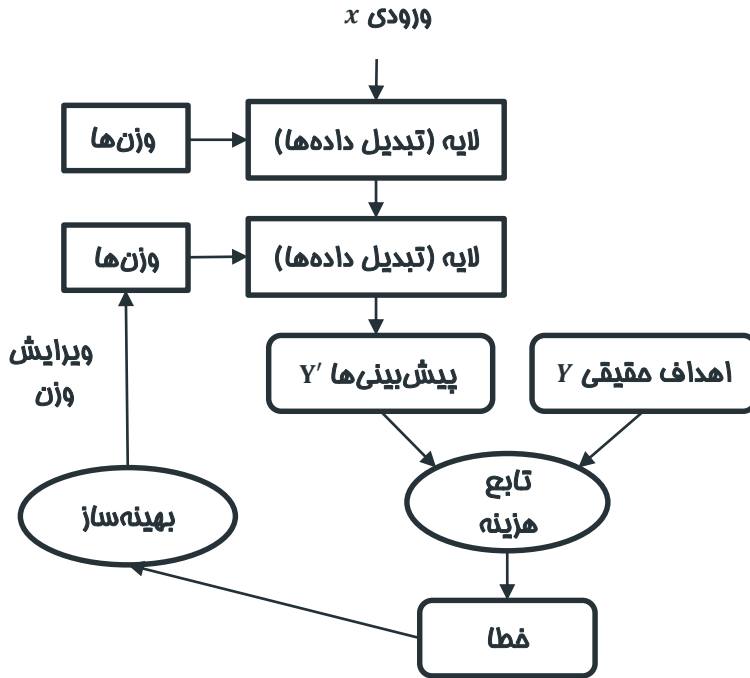 ورودی x
وزن‌ها
لایه (تبدیل داده‌ها)
وزن‌ها
لایه (تبدیل داده‌ها)
ویرایش
وزن
پیش‌بینی‌ها Y'
اهداف حقیقی Y
تابع
هزینه
بهینه‌ساز
خطا